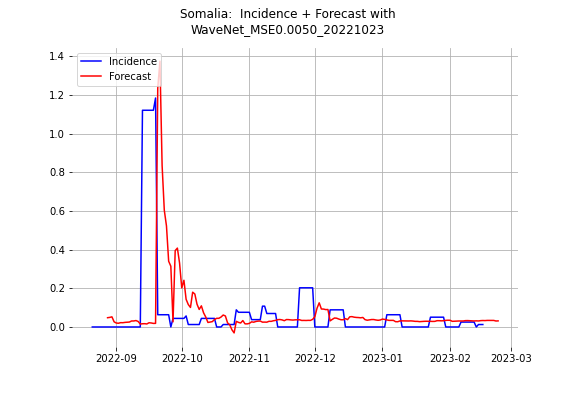 Somalia:  Incidence + Forecast with
WaveNet_MSE0.0050_20221023
Incidence
Forecast
1.4
1.2
1.0
0.8
0.6
0.4
0.2
0.0
2022-09 2022-10 2022-11 2022-12 2023-01 2023-02 2023-03